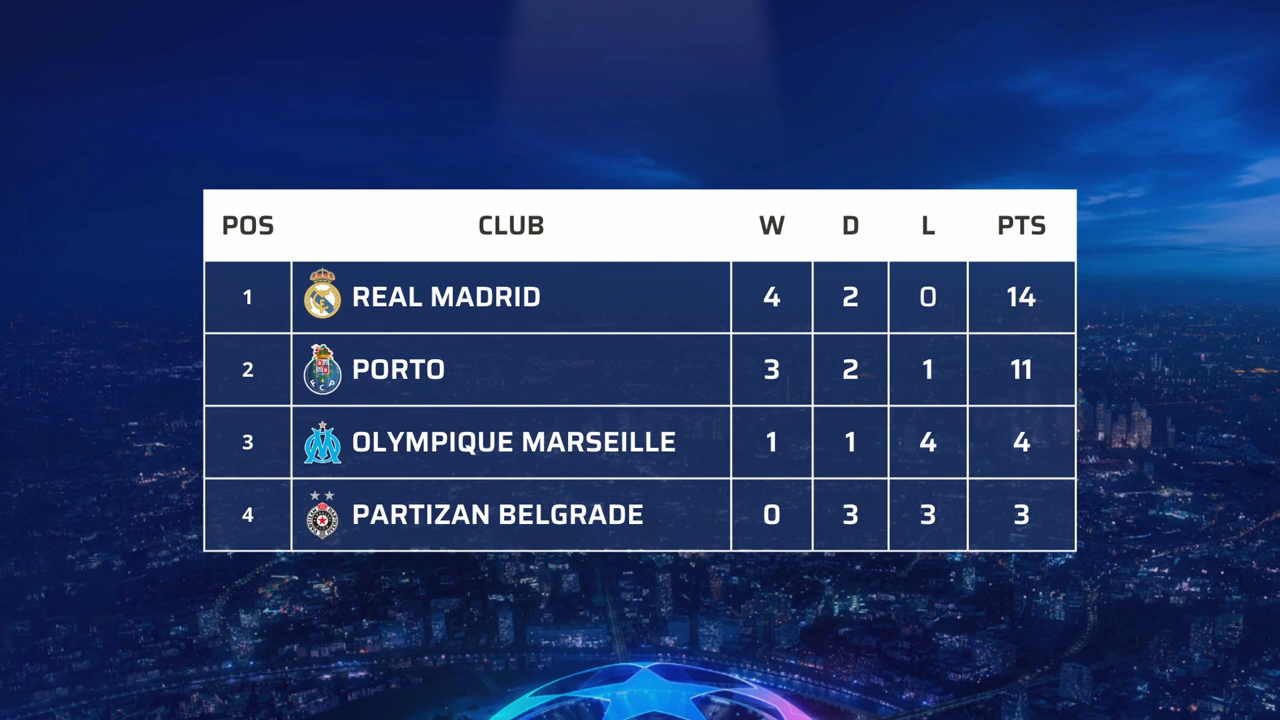 POS CLUB W D L PTS
1 REAL MADRID 4 2 0 14
2 PORTO 3 2 1 11
3 OLYMPIQUE MARSEILLE 1 1 4 4
4 PARTIZAN BELGRADE 0 3 3 3